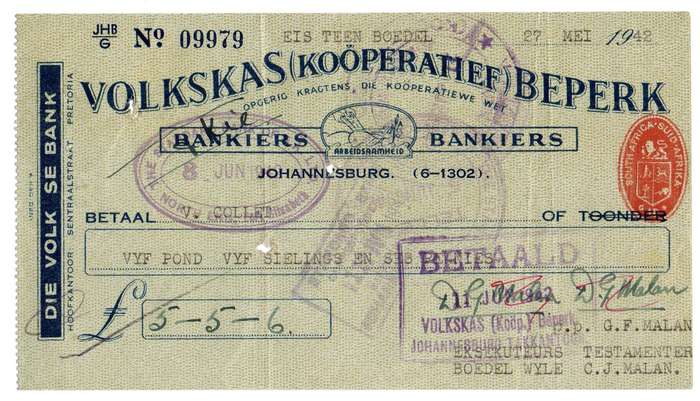 JHB
G
No. 09979
EIS TEEN BOEDEL
27 MEI 1942
VOLKSKAS (KOÖPERATIEF) BEPERK
OPGERIG KRAGTENS DIE KOÖPERATIEWE WET
BANKIERS
BANKIERS
ARBEIDSAAMHEID
JOHANNESBURG. (6-1302).
SOUTH AFRICA · SUID-AFRIKA
DIE VOLK SE BANK
HOOFKANTOOR SENTRAALSTRAAT PRETORIA
8 JUN
BETAAL
COLLET
OF TOONDER
VYF POND VYF SIELINGS EN
BETAALD
£ 5-5-6.
D.G. Malan D.G. Malan
VOLKSKAS (Koöp.) Beperk
JOHANNESBURG TAKKANTOOR
p.p. G.F.MALAN
EKSEKUTEURS TESTAMENTER
BOEDEL WYLE C.J.MALAN.